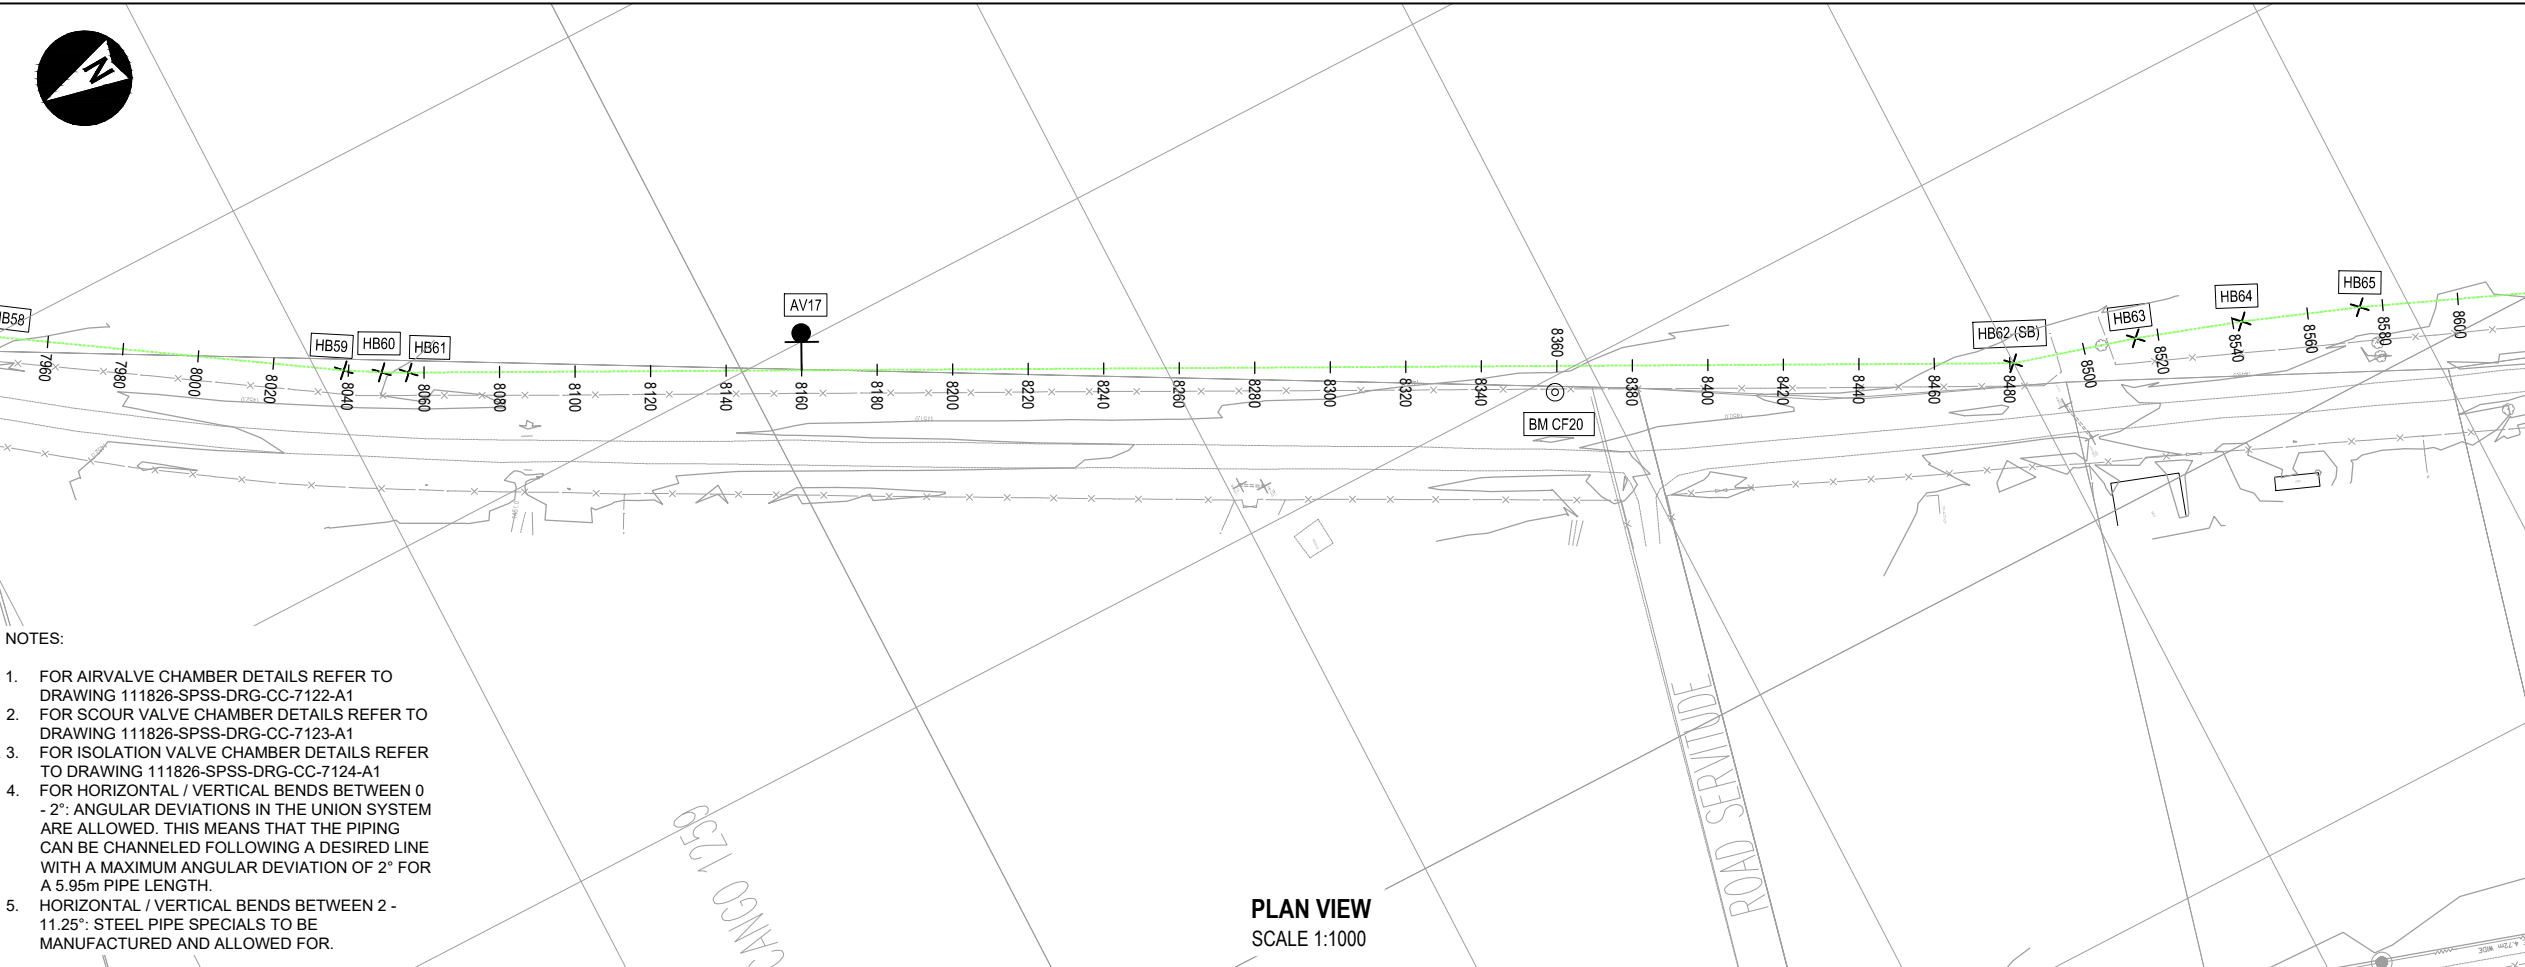 N
HB58
HB59
HB60
HB61
AV17
8360
HB62 (SB)
HB63
HB64
HB65
7960
7980
8000
8020
8040
8060
8080
8100
8120
8140
8160
8180
8200
8220
8240
8260
8280
8300
8320
8340
8380
8400
8420
8440
8460
8480
8500
8520
8540
8560
8580
8600
BM CF20
NOTES:
1. FOR AIRVALVE CHAMBER DETAILS REFER TO
DRAWING 111826-SPSS-DRG-CC-7122-A1
2. FOR SCOUR VALVE CHAMBER DETAILS REFER TO
DRAWING 111826-SPSS-DRG-CC-7123-A1
3. FOR ISOLATION VALVE CHAMBER DETAILS REFER
TO DRAWING 111826-SPSS-DRG-CC-7124-A1
4. FOR HORIZONTAL / VERTICAL BENDS BETWEEN 0
- 2°: ANGULAR DEVIATIONS IN THE UNION SYSTEM
ARE ALLOWED. THIS MEANS THAT THE PIPING
CAN BE CHANNELED FOLLOWING A DESIRED LINE
WITH A MAXIMUM ANGULAR DEVIATION OF 2° FOR
A 5.95m PIPE LENGTH.
5. HORIZONTAL / VERTICAL BENDS BETWEEN 2 -
11.25°: STEEL PIPE SPECIALS TO BE
MANUFACTURED AND ALLOWED FOR.
CANGO 1259
ROAD SERVITUDE
PLAN VIEW
SCALE 1:1000
4.72m WIDE